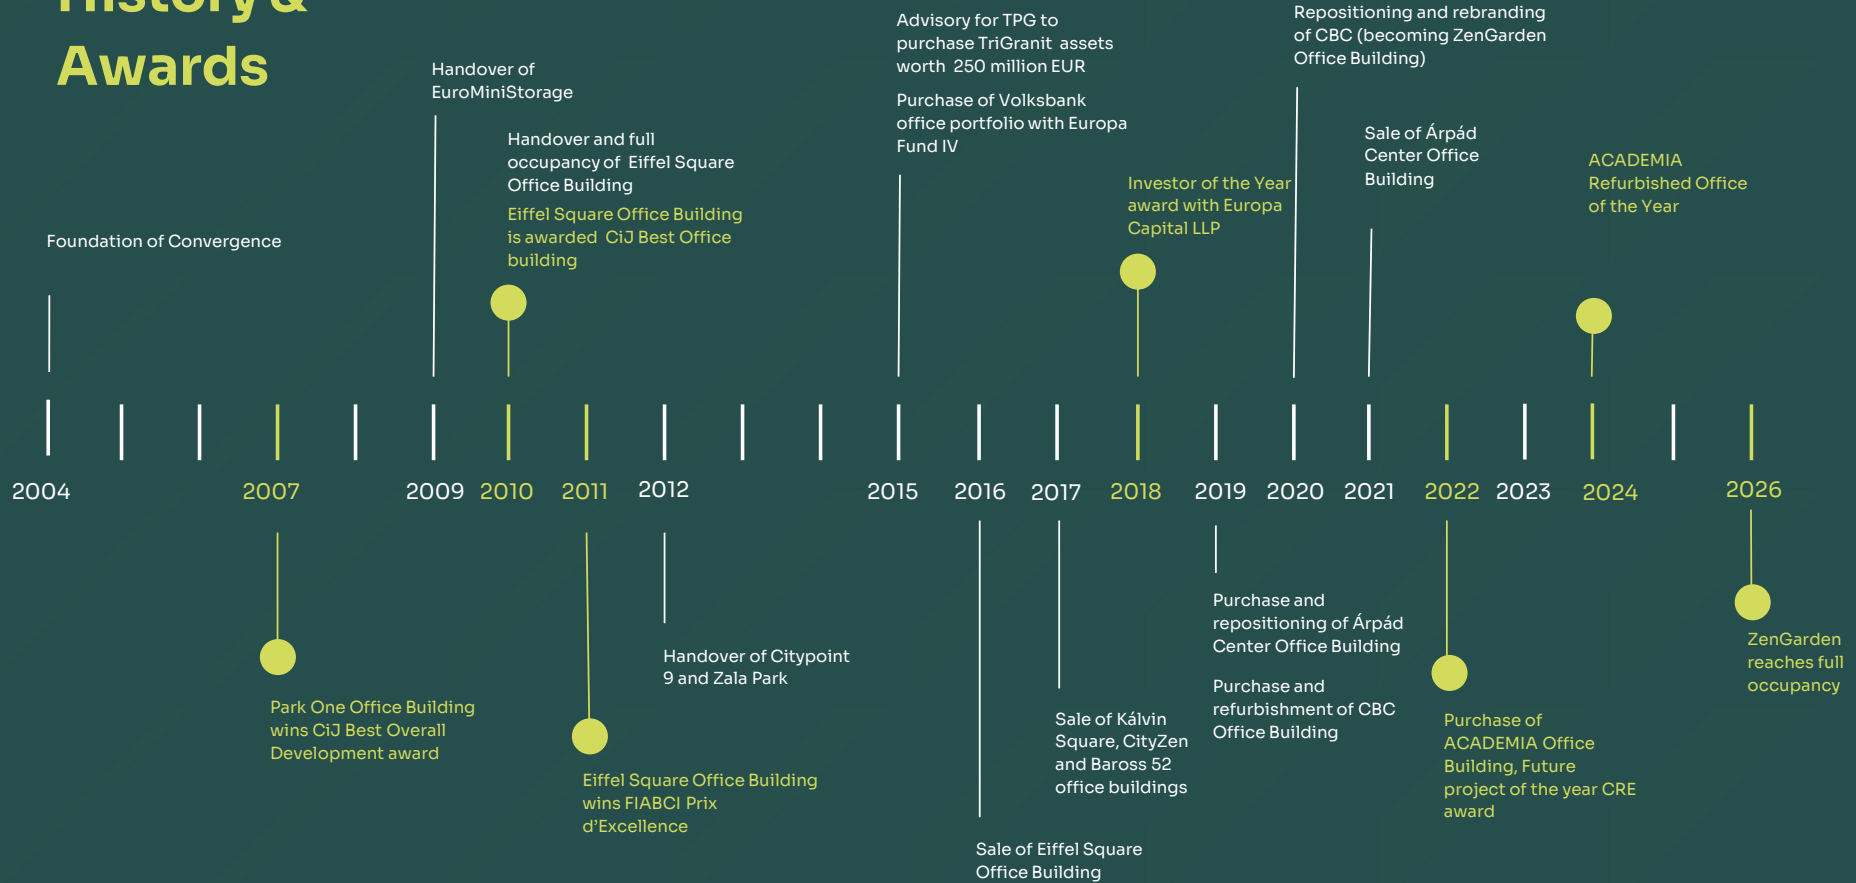 History &
Awards
Foundation of Convergence
Handover of
EuroMiniStorage
Handover and full
occupancy of Eiffel Square
Office Building
Eiffel Square Office Building
is awarded CiJ Best Office
building
Advisory for TPG to
purchase TriGranit assets
worth 250 million EUR
Purchase of Volksbank
office portfolio with Europa
Fund IV
Investor of the Year
award with Europa
Capital LLP
Repositioning and rebranding
of CBC (becoming ZenGarden
Office Building)
Sale of Árpád
Center Office
Building
ACADEMIA
Refurbished Office
of the Year
2004 2007 2009 2010 2011 2012 2015 2016 2017 2018 2019 2020 2021 2022 2023 2024 2026
Park One Office Building
wins CiJ Best Overall
Development award
Eiffel Square Office Building
wins FIABCI Prix
d’Excellence
Handover of Citypoint
9 and Zala Park
Sale of Eiffel Square
Office Building
Sale of Kálvin
Square, CityZen
and Baross 52
office buildings
Purchase and
repositioning of Árpád
Center Office Building
Purchase and
refurbishment of CBC
Office Building
Purchase of
ACADEMIA Office
Building, Future
project of the year CRE
award
ZenGarden
reaches full
occupancy